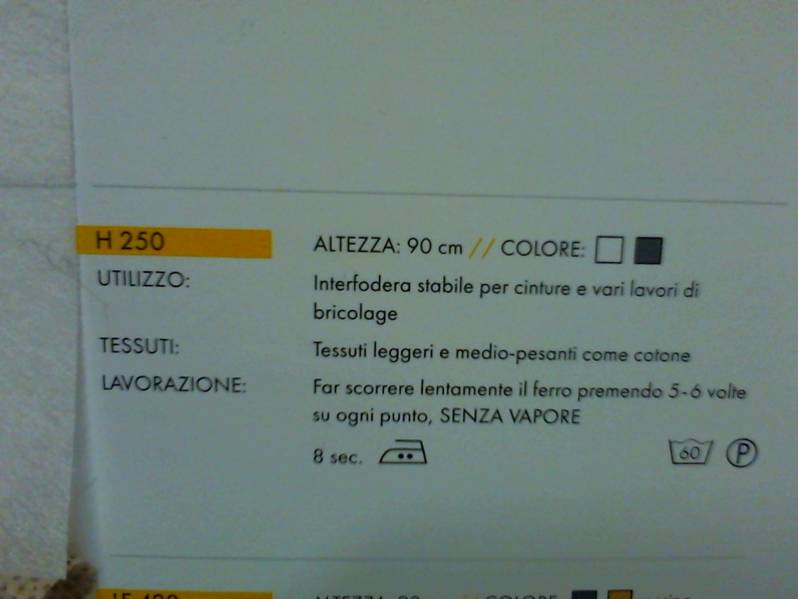 H 250
ALTEZZA: 90 cm // COLORE:
UTILIZZO:
Interfodera stabile per cinture e vari lavori di
bricolage
TESSUTI:
Tessuti leggeri e medio-pesanti come cotone
LAVORAZIONE:
Far scorrere lentamente il ferro premendo 5-6 volte
su ogni punto, SENZA VAPORE
8 sec.
60
P